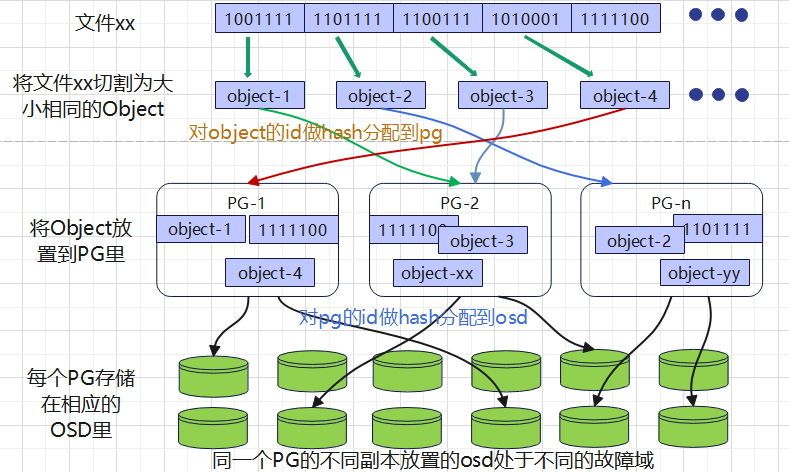 文件xx
1001111 1101111 1100111 1010001 1111100
将文件xx切割为大
小相同的Object
object-1 object-2 object-3 object-4
对object的id做hash分配到pg
PG-1 PG-2 PG-n
将Object放
置到PG里
object-1 1111100
object-4
1111100
object-3
object-xx
1101111
object-2
object-yy
对pg的id做hash分配到osd
每个PG存储
在相应的
OSD里
同一个PG的不同副本放置的osd处于不同的故障域